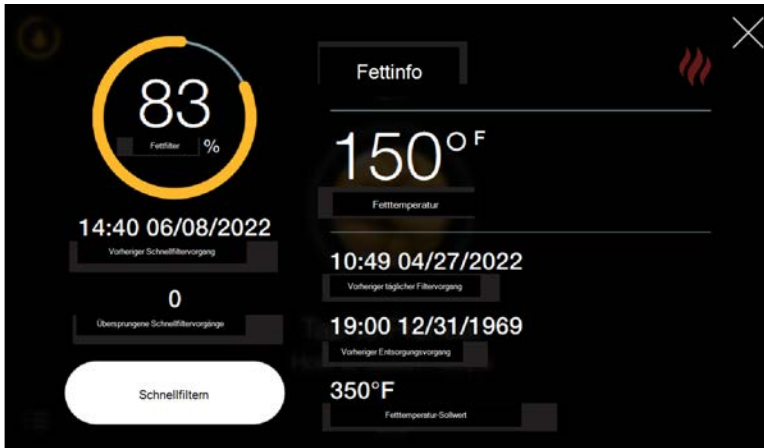 83
Fettfilter %
14:40 06/08/2022
Vorheriger Schnellfiltervorgang
0
Übersprungene Schnellfiltervorgänge
Schnellfiltern
Fettinfo
150° F
Fetttemperatur
10:49 04/27/2022
Vorheriger täglicher Filtervorgang
19:00 12/31/1969
Vorheriger Entsorgungsvorgang
350°F
Fetttemperatur-Sollwert